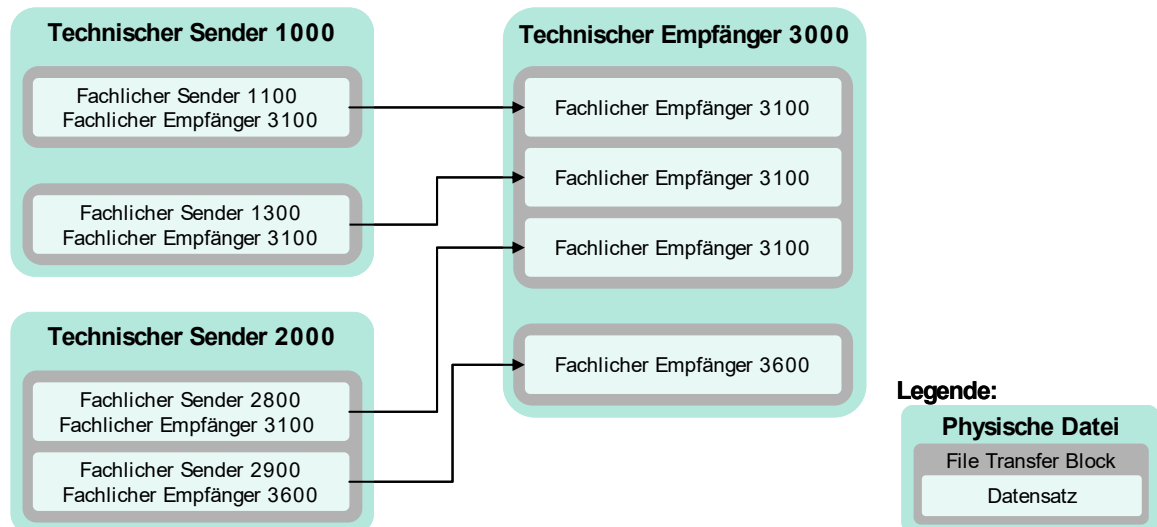 Technischer Sender 1000
Fachlicher Sender 1100
Fachlicher Empfänger 3100
Fachlicher Sender 1300
Fachlicher Empfänger 3100
Technischer Sender 2000
Fachlicher Sender 2800
Fachlicher Empfänger 3100
Fachlicher Sender 2900
Fachlicher Empfänger 3600
Technischer Empfänger 3000
Fachlicher Empfänger 3100
Fachlicher Empfänger 3100
Fachlicher Empfänger 3100
Fachlicher Empfänger 3600
Legende:
Physische Datei
File Transfer Block
Datensatz